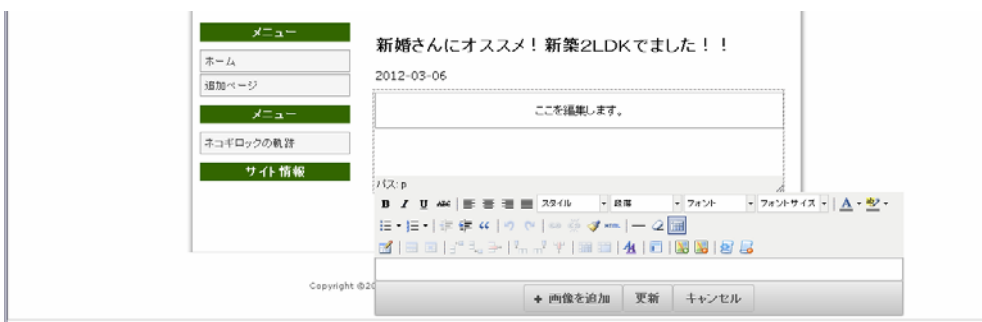 メニュー
ホーム
追加ページ
メニュー
ネコギロックの軌跡
サイト情報
新婚さんにオススメ！新築2LDKでました！！
2012-03-06
ここを編集します。
パス: p
B I U ABC スタイル 段落 フォント フォントサイズ A ab
HTML
Copyright ©20
画像を追加 更新 キャンセル